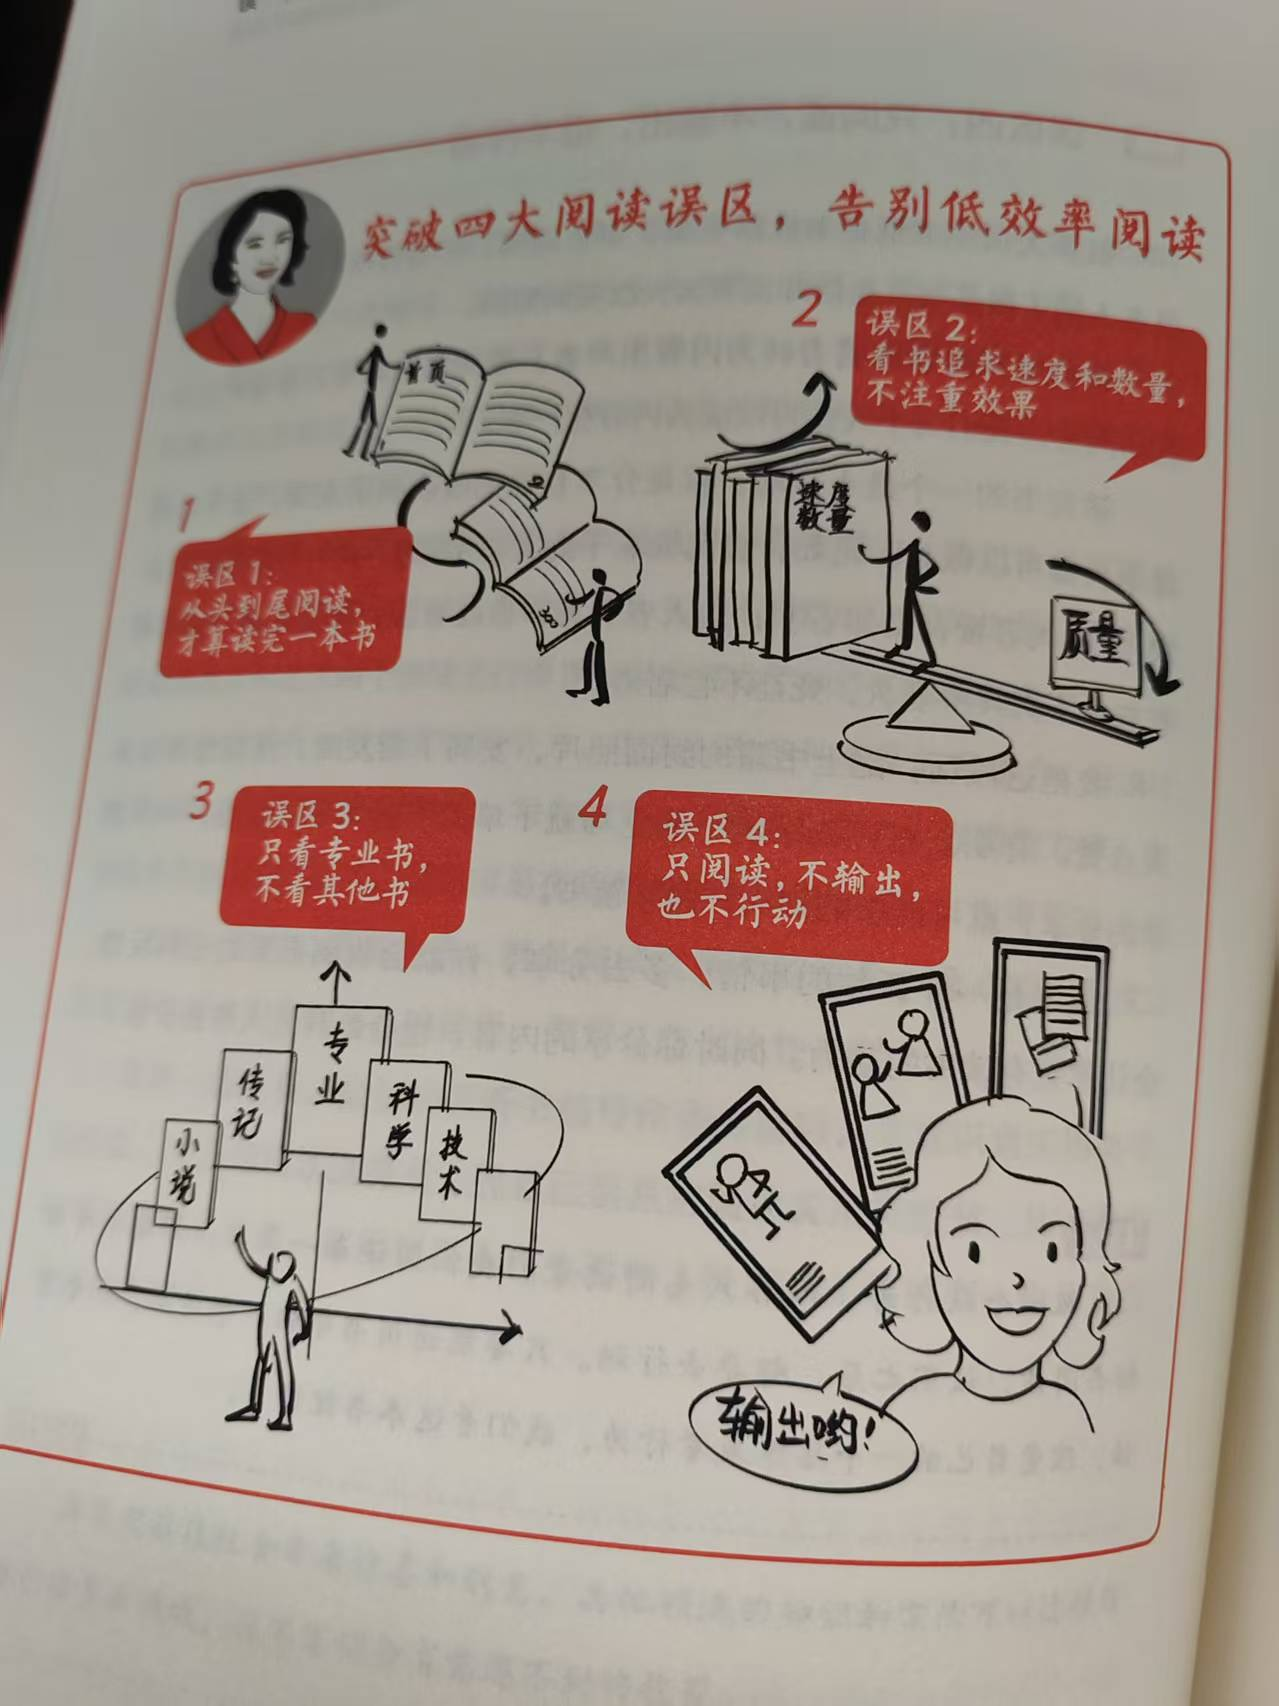 突破四大阅读误区，告别低效率阅读
1
误区 1：
从头到尾阅读，
才算读完一本书
首页
2
误区 2：
看书追求速度和数量，
不注重效果
速度
数量
质量
3
误区 3：
只看专业书，
不看其他书
小说
传记
专业
科学
技术
4
误区 4：
只阅读，不输出，
也不行动
输出哟！